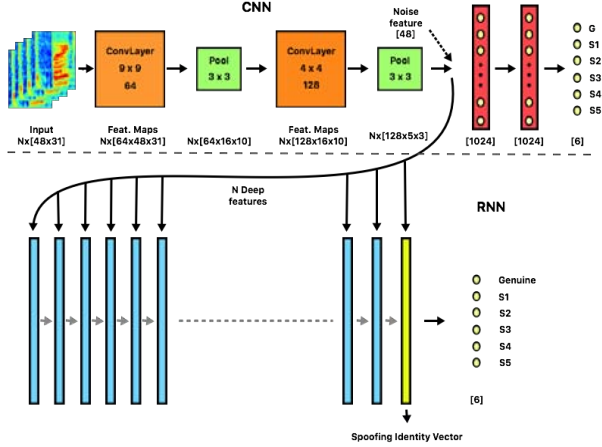 CNN
Noise
feature
[48]
ConvLayer
9 x 9
64
Pool
3 x 3
ConvLayer
4 x 4
128
Pool
3 x 3
G
S1
S2
S3
S4
S5
Input
Nx[48x31]
Feat. Maps
Nx[64x48x31]
Nx[64x16x10]
Feat. Maps
Nx[128x16x10]
Nx[128x5x3]
[1024]
[1024]
[6]
N Deep
features
RNN
Genuine
S1
S2
S3
S4
S5
[6]
Spoofing Identity Vector